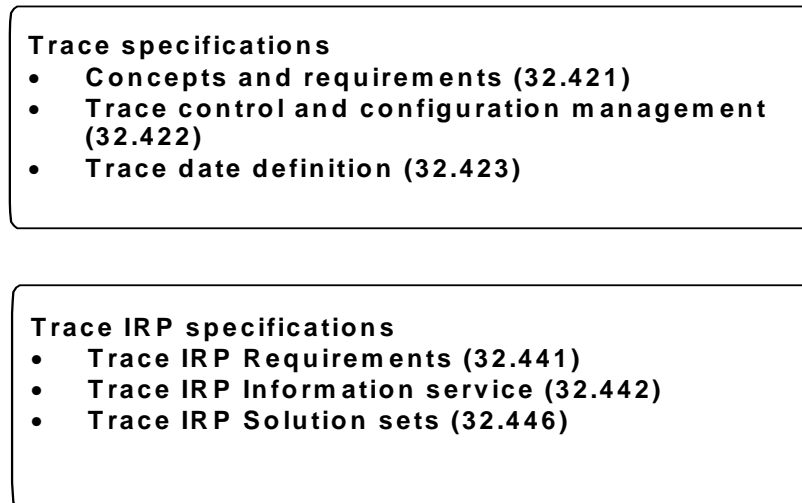 Trace specifications
• Concepts and requirements (32.421)
• Trace control and configuration management
(32.422)
• Trace date definition (32.423)
Trace IRP specifications
• Trace IRP Requirements (32.441)
• Trace IRP Information service (32.442)
• Trace IRP Solution sets (32.446)